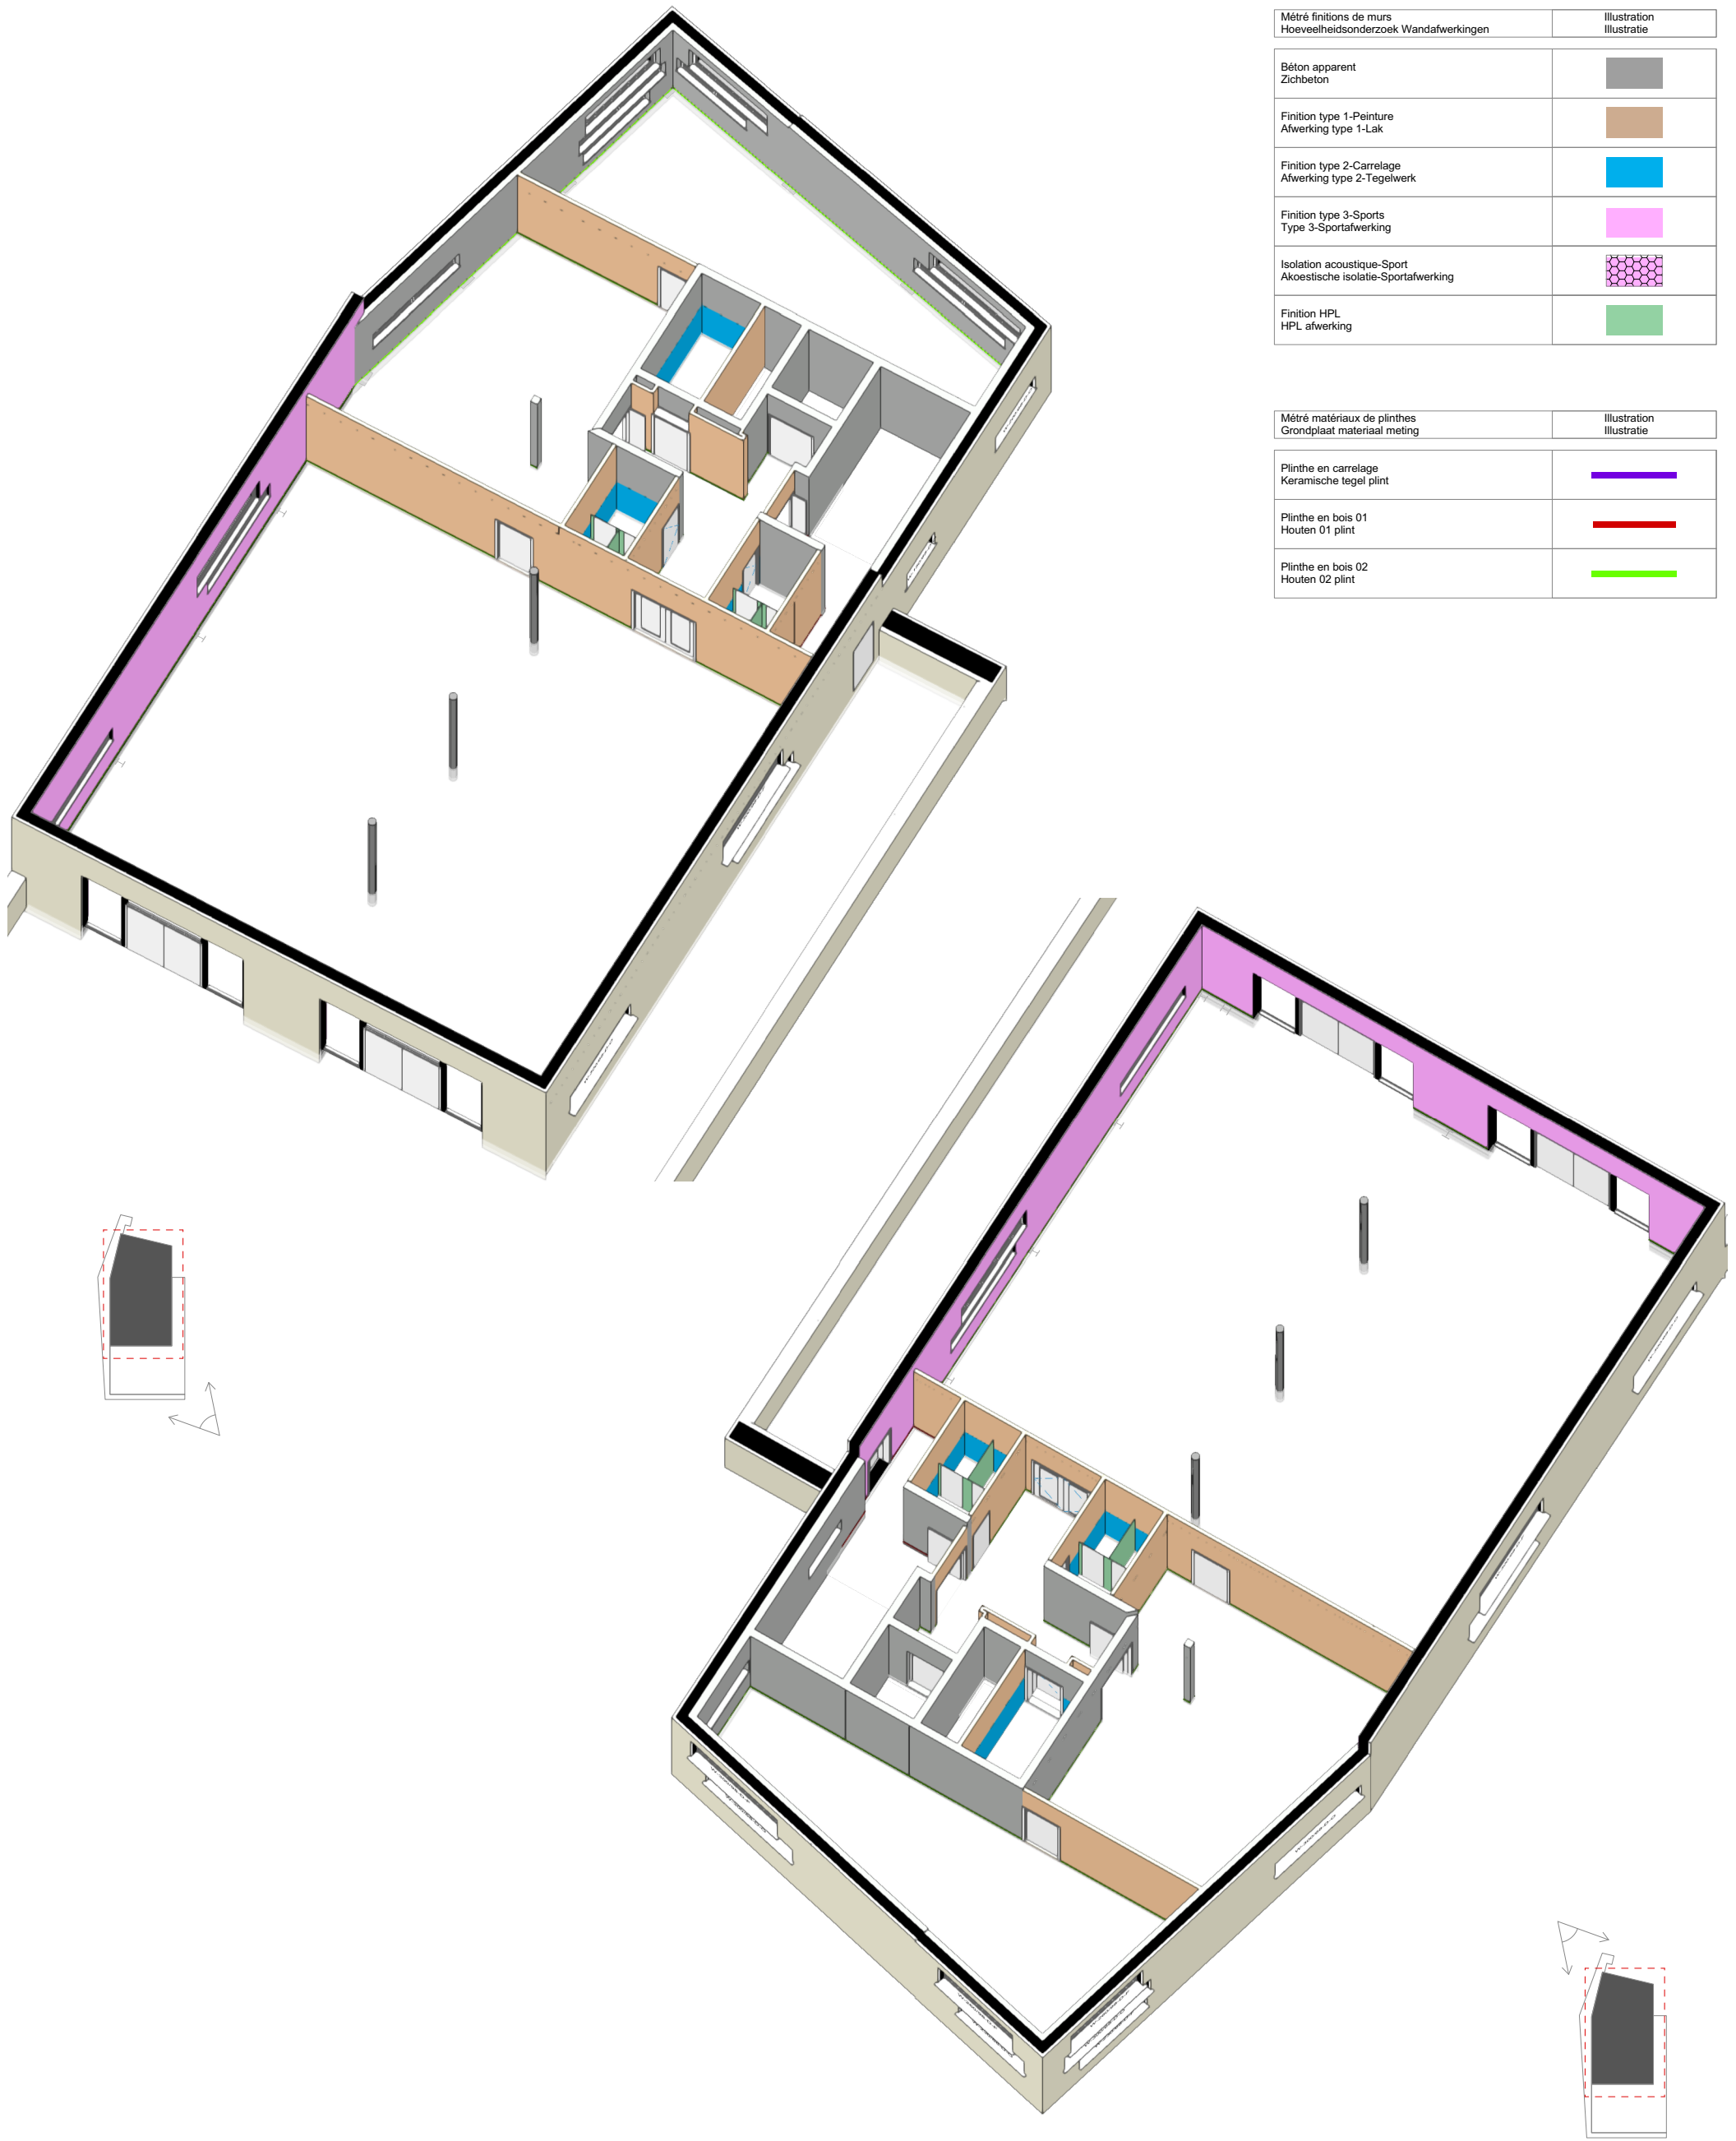 Métré finitions de murs
Hoeveelheidsonderzoek Wandafwerkingen
Illustration
Illustratie
Béton apparent
Zichbeton
Finition type 1-Peinture
Afwerking type 1-Lak
Finition type 2-Carrelage
Afwerking type 2-Tegelwerk
Finition type 3-Sports
Type 3-Sportafwerking
Isolation acoustique-Sport
Akoestische isolatie-Sportafwerking
Finition HPL
HPL afwerking
Métré matériaux de plinthes
Grondplaat materiaal meting
Illustration
Illustratie
Plinthe en carrelage
Keramische tegel plint
Plinthe en bois 01
Houten 01 plint
Plinthe en bois 02
Houten 02 plint